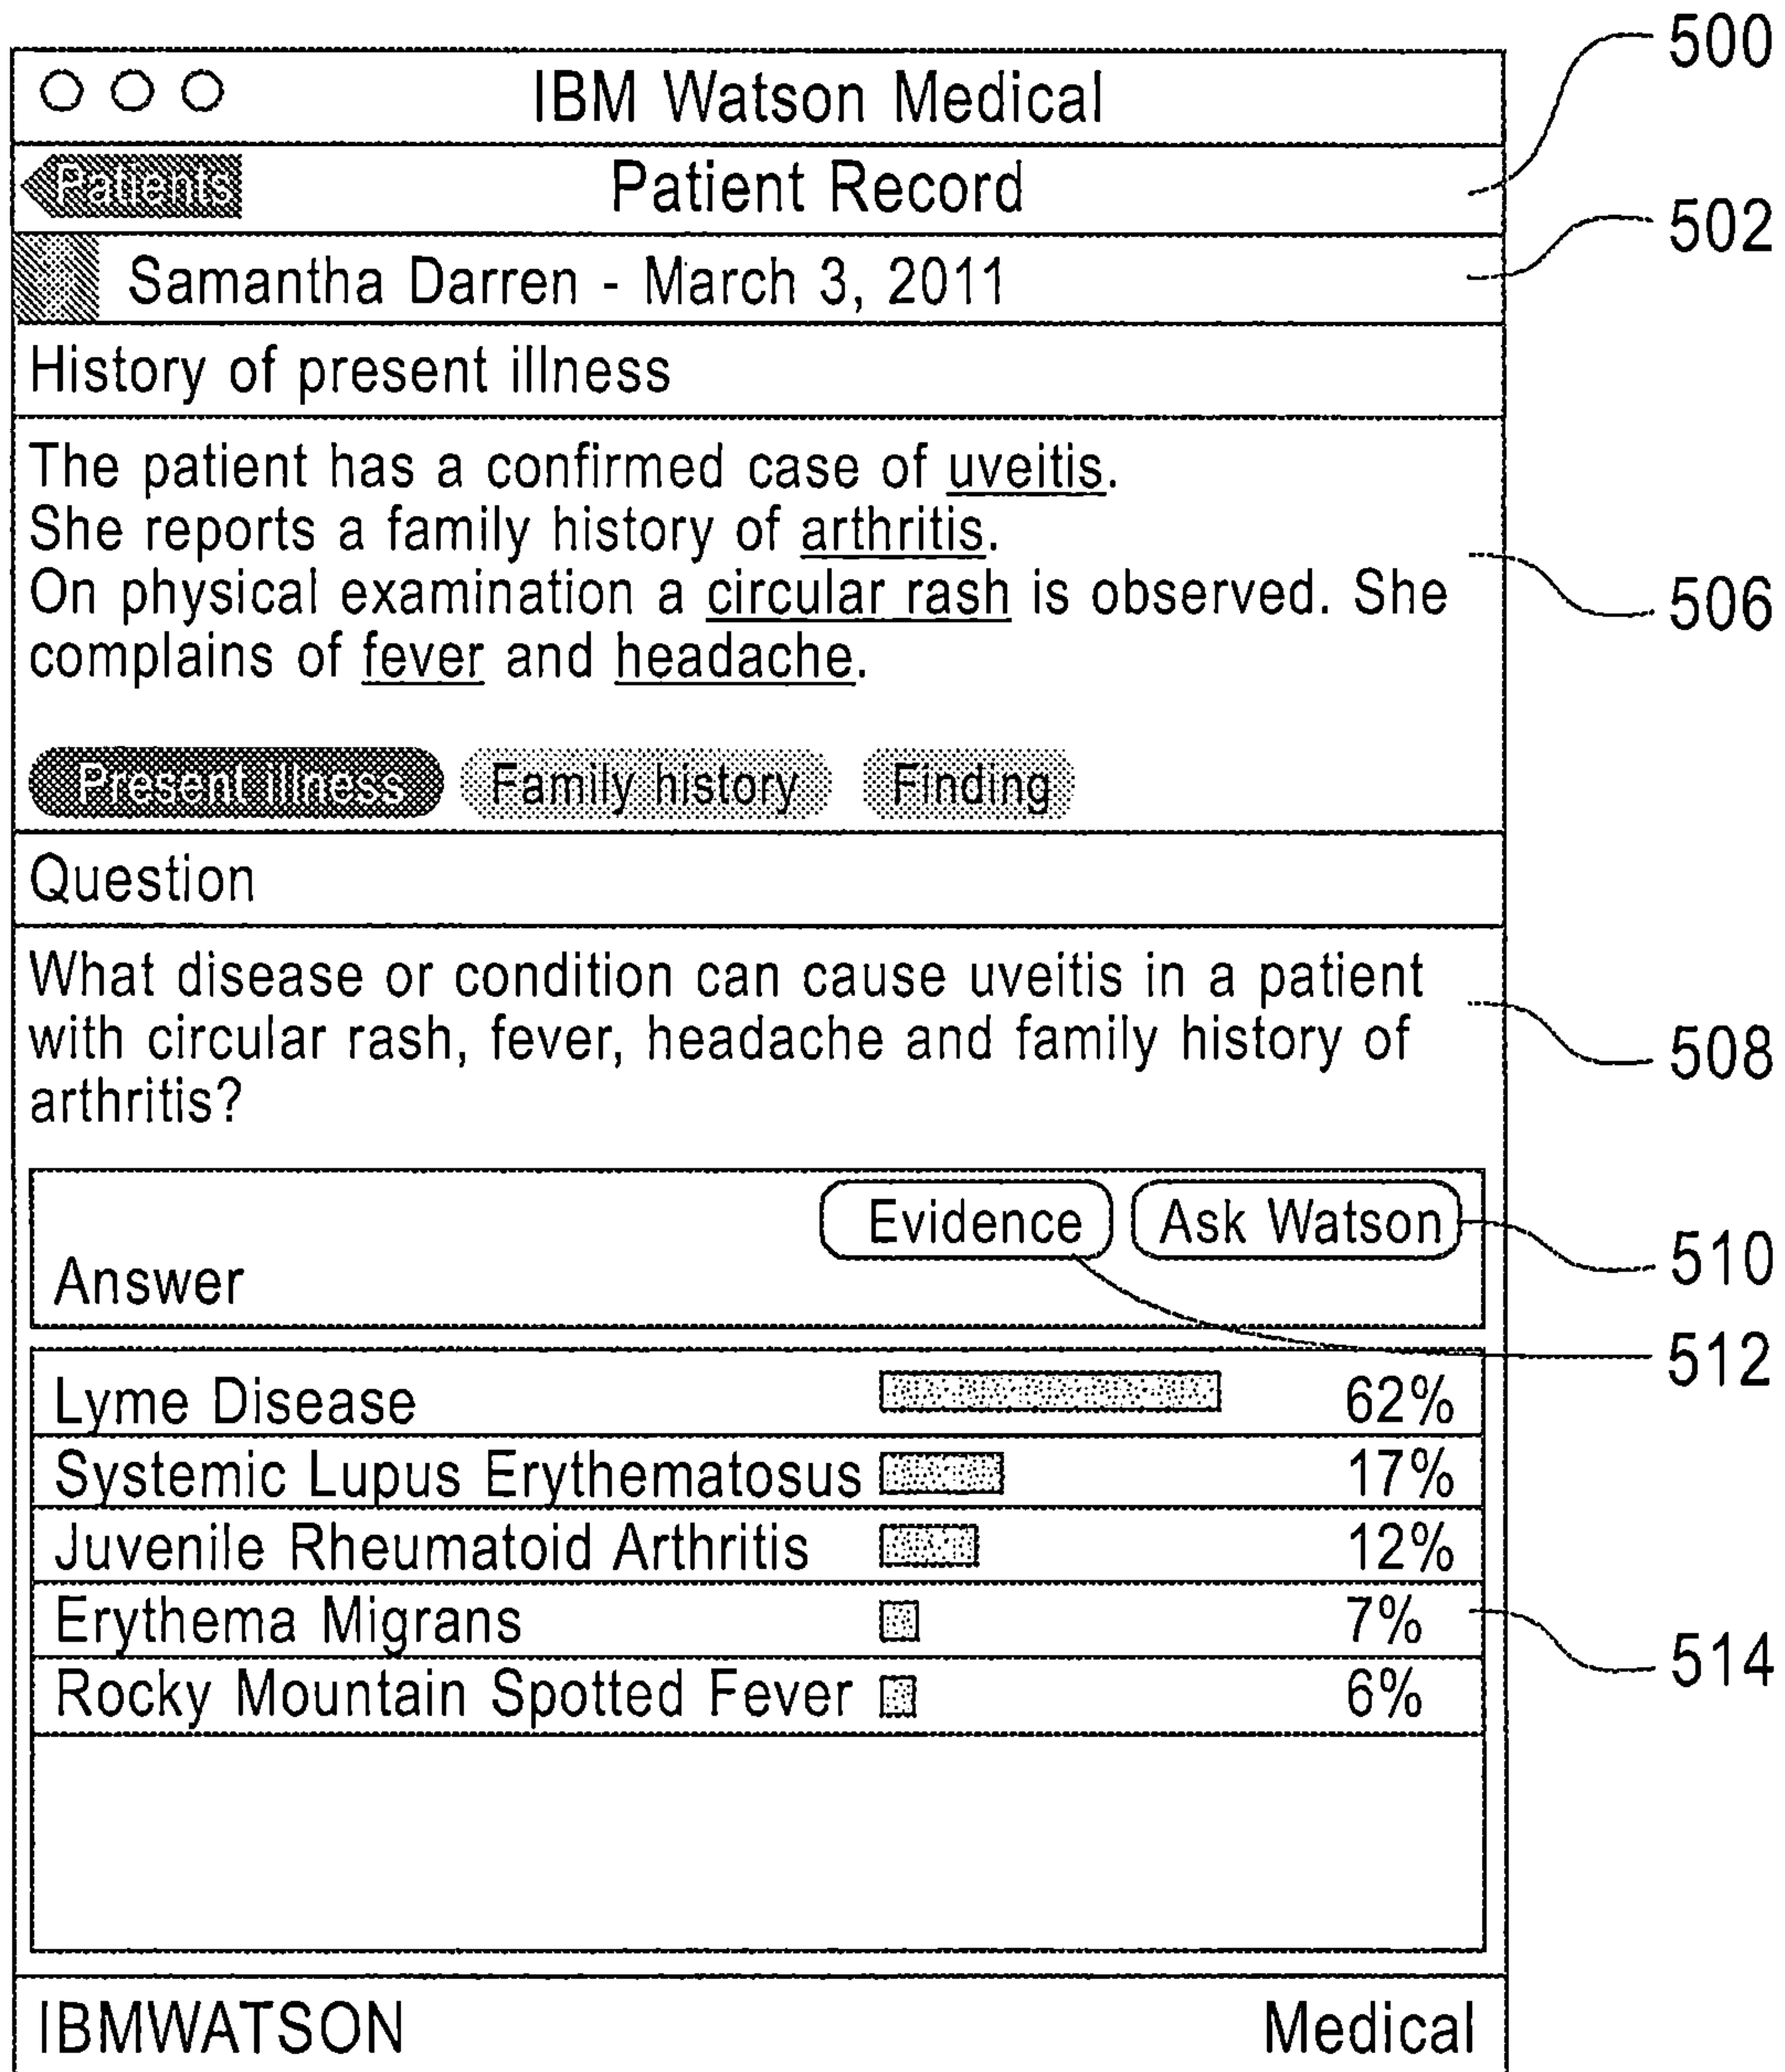 IBM Watson Medical
500
Patients
Patient Record
502
Samantha Darren - March 3, 2011
History of present illness
The patient has a confirmed case of uveitis.
She reports a family history of arthritis.
On physical examination a circular rash is observed. She
complains of fever and headache.
506
Present illness
Family history
Finding
Question
What disease or condition can cause uveitis in a patient
with circular rash, fever, headache and family history of
arthritis?
508
Evidence
Ask Watson
510
Answer
512
Lyme Disease 62%
Systemic Lupus Erythematosus 17%
Juvenile Rheumatoid Arthritis 12%
Erythema Migrans 7%
514
Rocky Mountain Spotted Fever 6%
IBMWATSON Medical